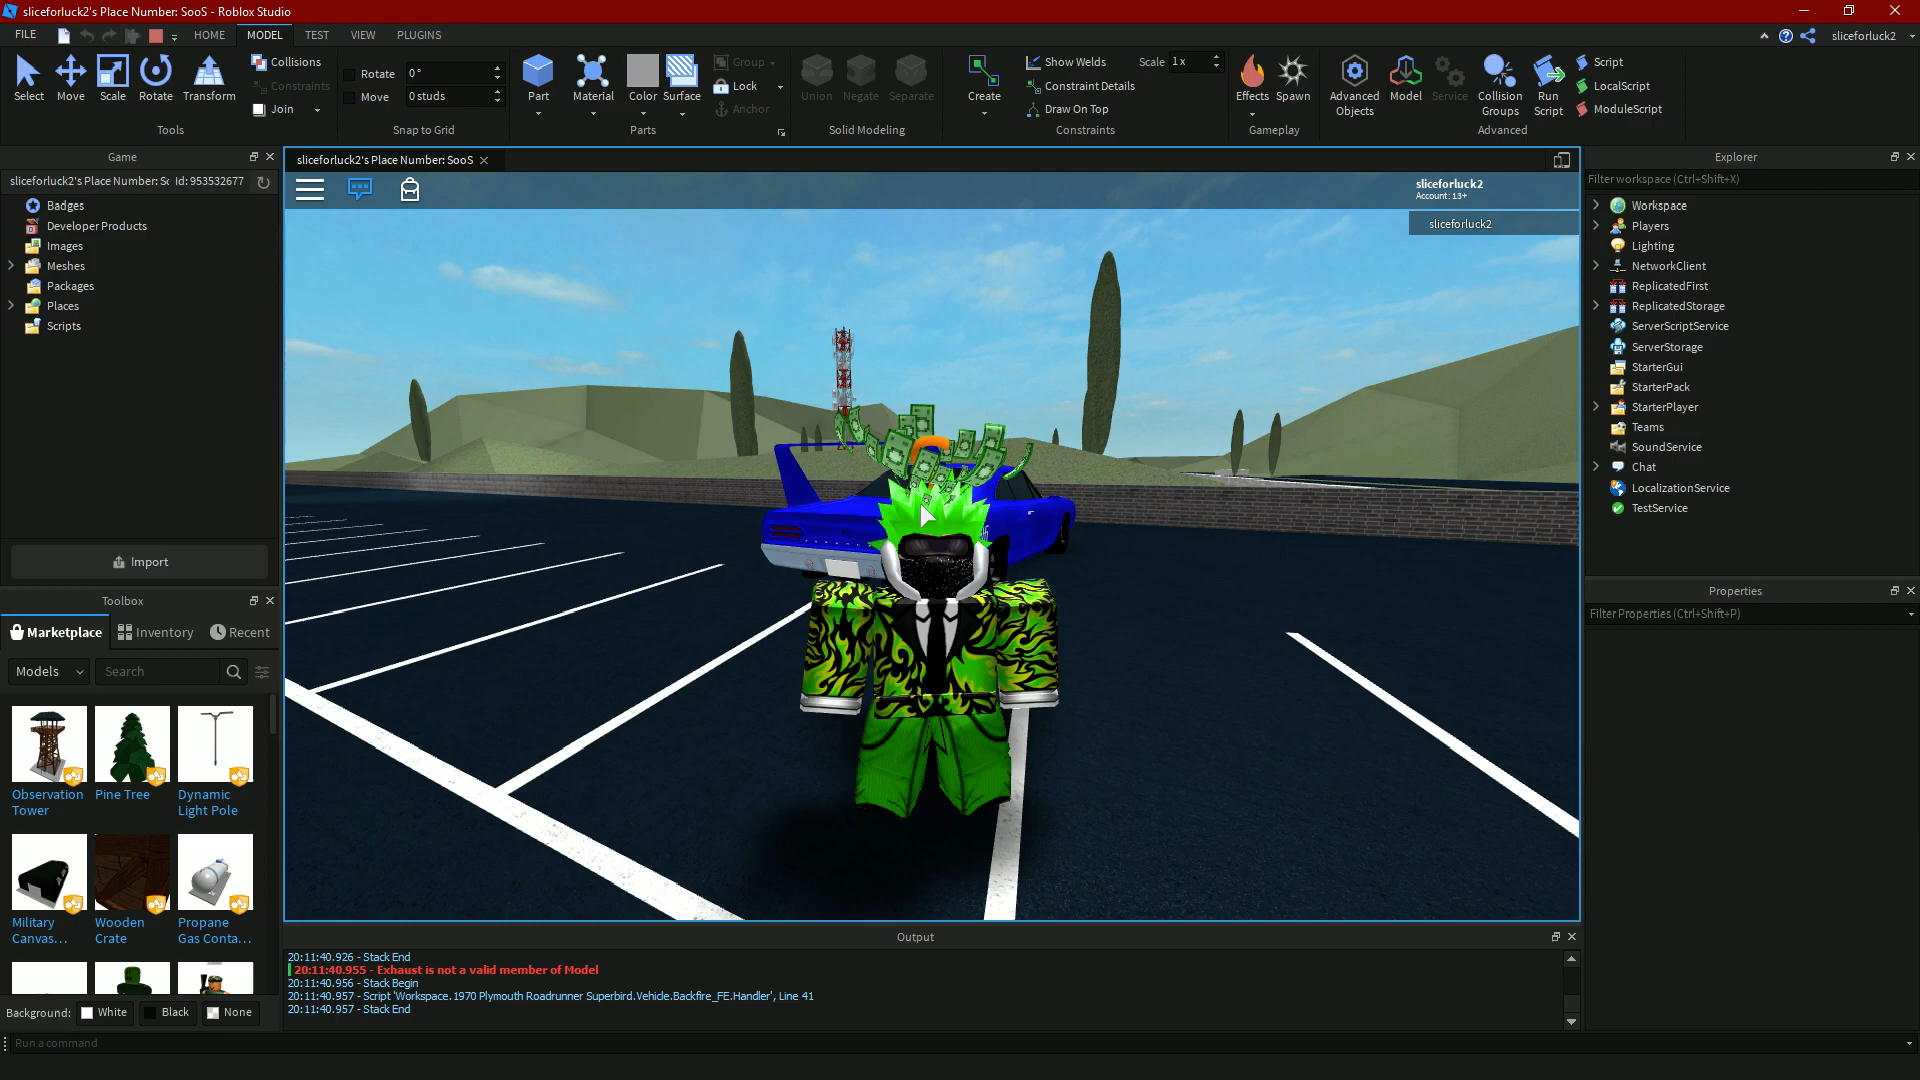 sliceforluck2's Place Number: SooS - Roblox Studio
FILE HOME MODEL TEST VIEW PLUGINS sliceforluck2
Select Move Scale Rotate Transform
Collisions
Constraints
Join
Tools
Rotate 0°
Move 0 studs
Snap to Grid
Part Material Color Surface
Group
Lock
Anchor
Parts
Union Negate Separate
Solid Modeling
Create
Show Welds
Constraint Details
Draw On Top
Scale 1x
Constraints
Effects Spawn
Gameplay
Advanced Objects
Model Service
Collision Groups
Run Script
Script
LocalScript
ModuleScript
Advanced
Game
sliceforluck2's Place Number: Sc Id: 953532677
Badges
Developer Products
Images
Meshes
Packages
Places
Scripts
Import
Toolbox
Marketplace Inventory Recent
Models Search
Observation Tower
Pine Tree
Dynamic Light Pole
Military Canvas...
Wooden Crate
Propane Gas Conta...
Background: White Black None
sliceforluck2's Place Number: SooS
sliceforluck2
Account: 13+
sliceforluck2
Output
20:11:40.926 - Stack End
20:11:40.955 - Exhaust is not a valid member of Model
20:11:40.956 - Stack Begin
20:11:40.957 - Script 'Workspace.1970 Plymouth Roadrunner Superbird.Vehicle.Backfire_FE.Handler', Line 41
20:11:40.957 - Stack End
Explorer
Filter workspace (Ctrl+Shift+X)
Workspace
Players
Lighting
NetworkClient
ReplicatedFirst
ReplicatedStorage
ServerScriptService
ServerStorage
StarterGui
StarterPack
StarterPlayer
Teams
SoundService
Chat
LocalizationService
TestService
Properties
Filter Properties (Ctrl+Shift+P)
Run a command